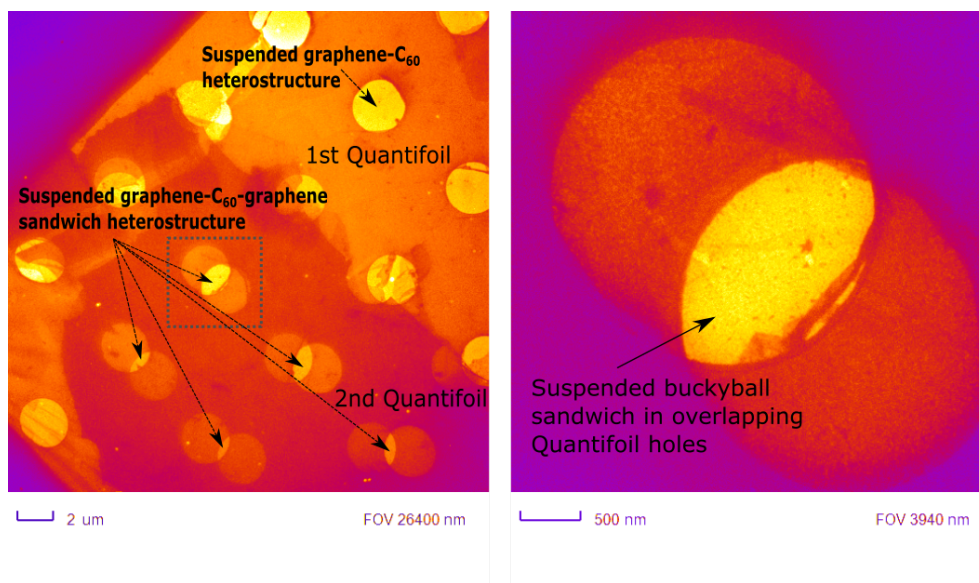 Suspended graphene-C60
heterostructure
1st Quantifoil
Suspended graphene-C60-graphene
sandwich heterostructure
2nd Quantifoil
2 um
FOV 26400 nm
Suspended buckyball
sandwich in overlapping
Quantifoil holes
500 nm
FOV 3940 nm